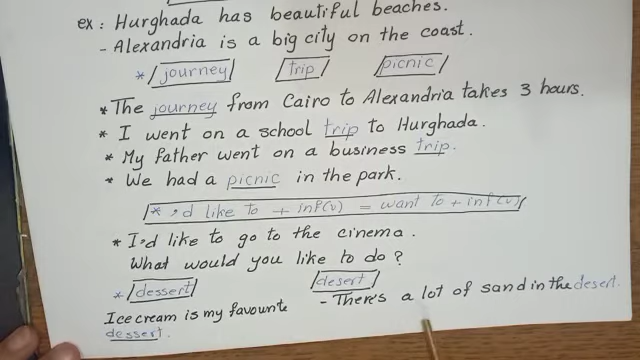 ex: Hurghada has beautiful beaches.
- Alexandria is a big city on the coast.
* journey trip picnic
* The journey from Cairo to Alexandria takes 3 hours.
* I went on a school trip to Hurghada.
* My father went on a business trip.
* We had a picnic in the park.
* ,d like to + inf(v) = want to + inf(v)
* I,d like to go to the cinema.
What would you like to do?
* dessert desert
Ice cream is my favourite - There's a lot of sand in the desert.
dessert.